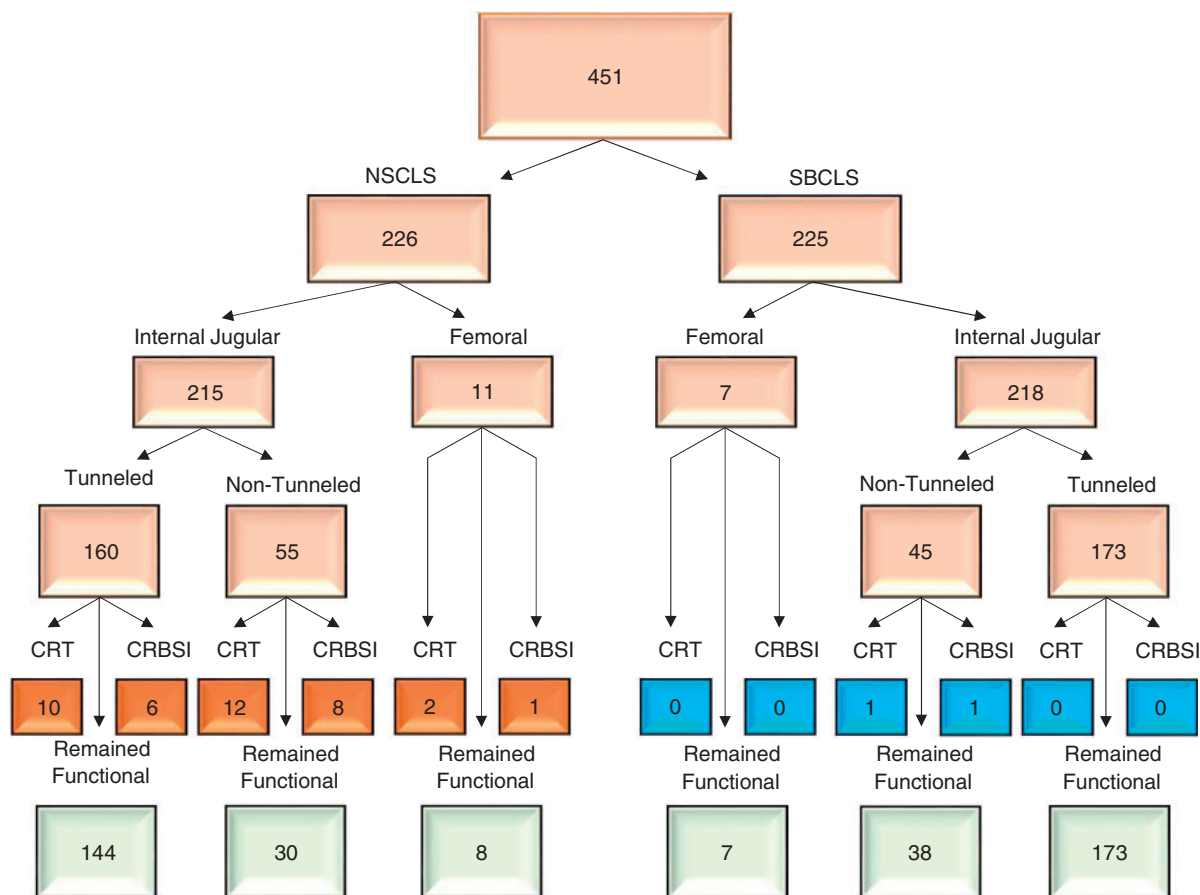 451
NSCLS
SBCLS
226
225
Internal Jugular
Femoral
Femoral
Internal Jugular
215
11
7
218
Tunneled
Non-Tunneled
Non-Tunneled
Tunneled
160
55
45
173
CRT
CRBSI
CRT
CRBSI
CRT
CRBSI
CRT
CRBSI
CRT
CRBSI
CRT
CRBSI
10
6
12
8
2
1
0
0
1
1
0
0
Remained
Functional
Remained
Functional
Remained
Functional
Remained
Functional
Remained
Functional
Remained
Functional
144
30
8
7
38
173